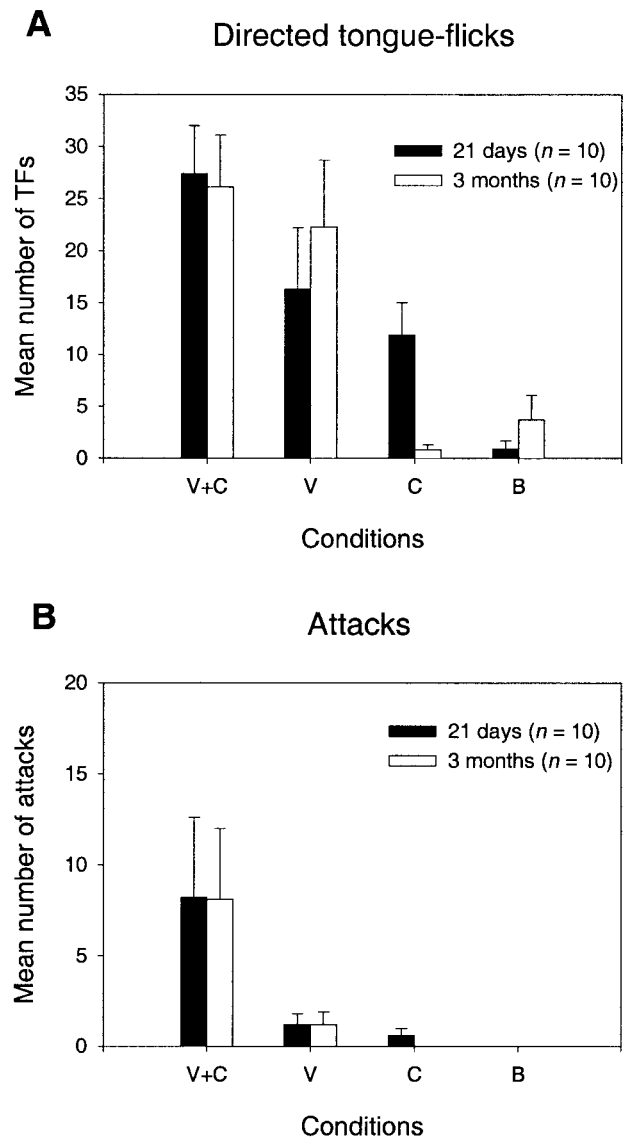 A
Directed tongue-flicks
35
30
25
20
15
10
5
0
Mean number of TFs
21 days (n = 10)
3 months (n = 10)
V+C V C B
Conditions
B
Attacks
20
15
10
5
0
Mean number of attacks
21 days (n = 10)
3 months (n = 10)
V+C V C B
Conditions